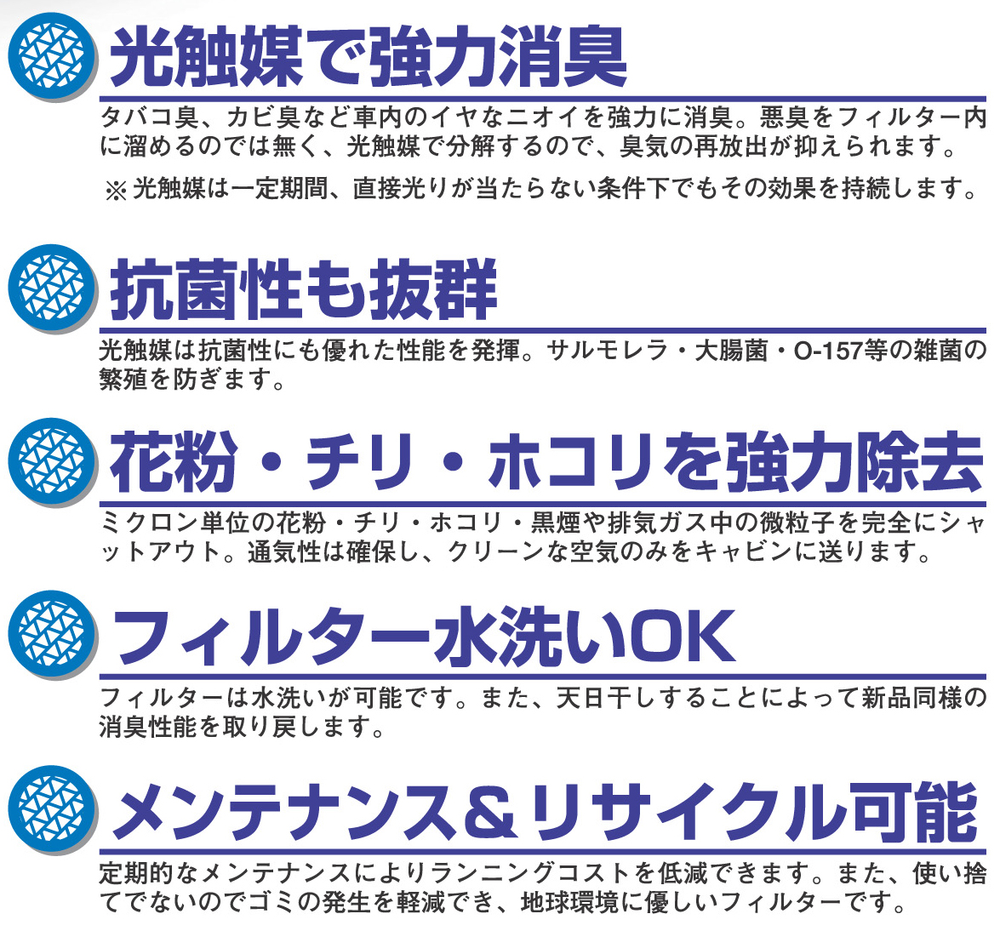 光触媒で強力消臭
タバコ臭、カビ臭など車内のイヤなニオイを強力に消臭。悪臭をフィルター内
に溜めるのでは無く、光触媒で分解するので、臭気の再放出が抑えられます。
※光触媒は一定期間、直接光りが当たらない条件下でもその効果を持続します。
抗菌性も抜群
光触媒は抗菌性にも優れた性能を発揮。サルモレラ・大腸菌・O-157等の雑菌の
繁殖を防ぎます。
花粉・チリ・ホコリを強力除去
ミクロン単位の花粉・チリ・ホコリ・黒煙や排気ガス中の微粒子を完全にシャ
ットアウト。通気性は確保し、クリーンな空気のみをキャビンに送ります。
フィルター水洗いOK
フィルターは水洗いが可能です。また、天日干しすることによって新品同様の
消臭性能を取り戻します。
メンテナンス＆リサイクル可能
定期的なメンテナンスによりランニングコストを低減できます。また、使い捨
てでないのでゴミの発生を軽減でき、地球環境に優しいフィルターです。